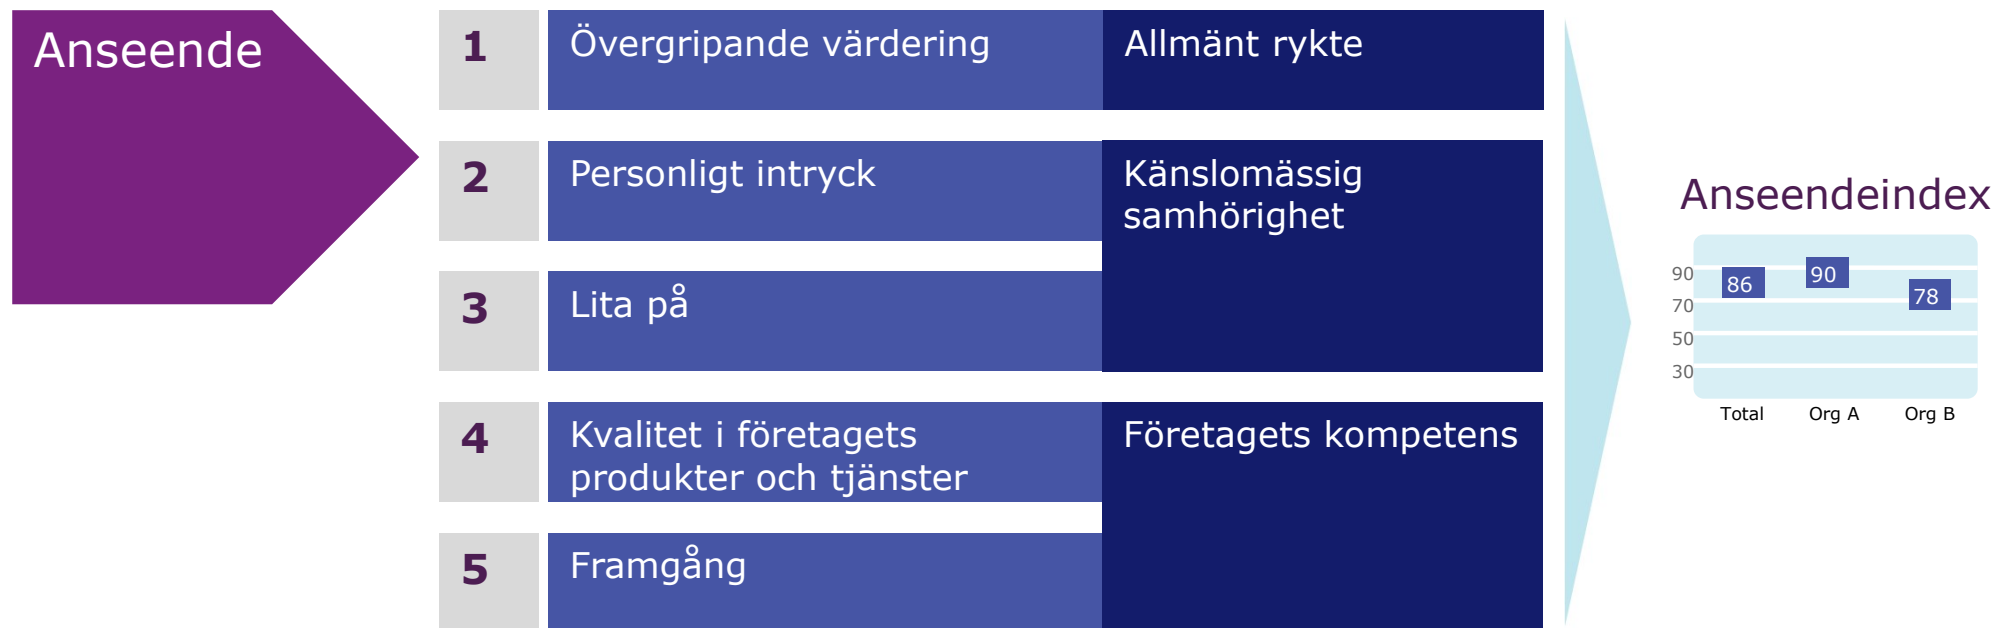 Anseende
1
Övergripande värdering
Allmänt rykte
2
Personligt intryck
Känslomässig
samhörighet
3
Lita på
4
Kvalitet i företagets
produkter och tjänster
Företagets kompetens
5
Framgång
Anseendeindex
90
70
50
30
86
90
78
Total
Org A
Org B